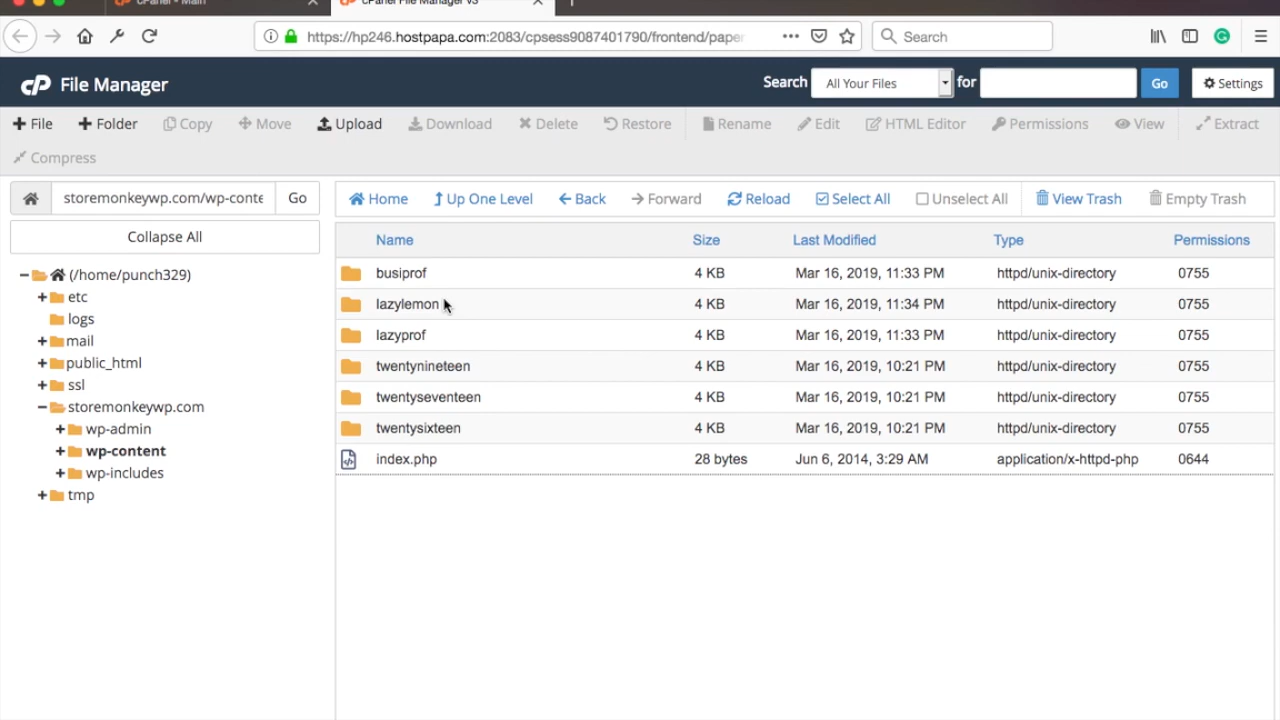 cPanel - Main
cPanel File Manager v3
https://hp246.hostpapa.com:2083/cpsess9087401790/frontend/paper
Search
cP File Manager
Search All Your Files for Go Settings
File Folder Copy Move Upload Download Delete Restore Rename Edit HTML Editor Permissions View Extract
Compress
storemonkeywp.com/wp-conte Go
Home Up One Level Back Forward Reload Select All Unselect All View Trash Empty Trash
Collapse All
(/home/punch329)
etc
logs
mail
public_html
ssl
storemonkeywp.com
wp-admin
wp-content
wp-includes
tmp
Name Size Last Modified Type Permissions
busiprof 4 KB Mar 16, 2019, 11:33 PM httpd/unix-directory 0755
lazylemon 4 KB Mar 16, 2019, 11:34 PM httpd/unix-directory 0755
lazyprof 4 KB Mar 16, 2019, 11:33 PM httpd/unix-directory 0755
twentynineteen 4 KB Mar 16, 2019, 10:21 PM httpd/unix-directory 0755
twentyseventeen 4 KB Mar 16, 2019, 10:21 PM httpd/unix-directory 0755
twentysixteen 4 KB Mar 16, 2019, 10:21 PM httpd/unix-directory 0755
index.php 28 bytes Jun 6, 2014, 3:29 AM application/x-httpd-php 0644